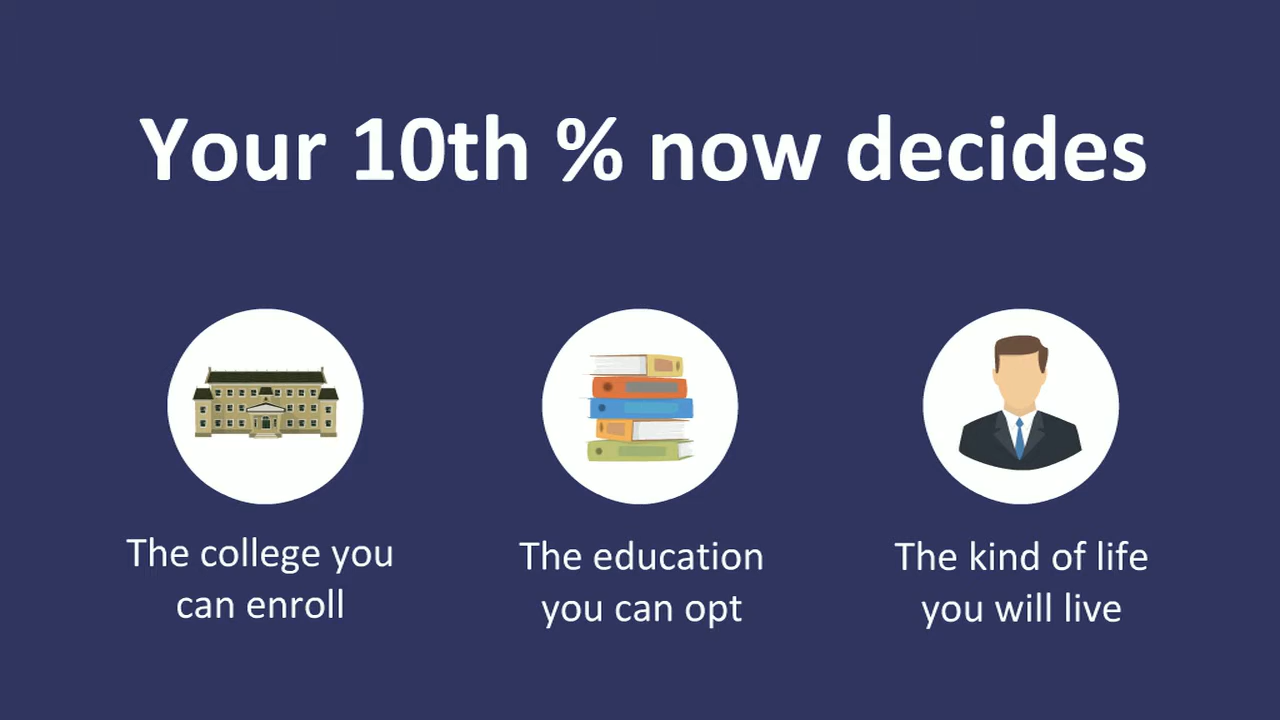 Your 10th % now decides
The college you
can enroll
The education
you can opt
The kind of life
you will live